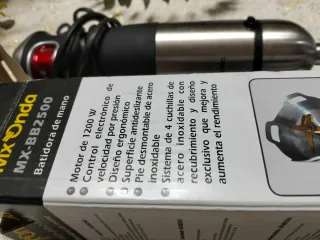 MxOnda
MX-BB2500
Batidora de mano
Motor de 1200 W
Control electrónico de
velocidad por presión
Diseño ergonómico
Superficie antideslizante
Pie desmontable de acero
inoxidable
Sistema de 4 cuchillas de
acero inoxidable con
recubrimiento y diseño
exclusivo que mejora y
aumenta el rendimiento